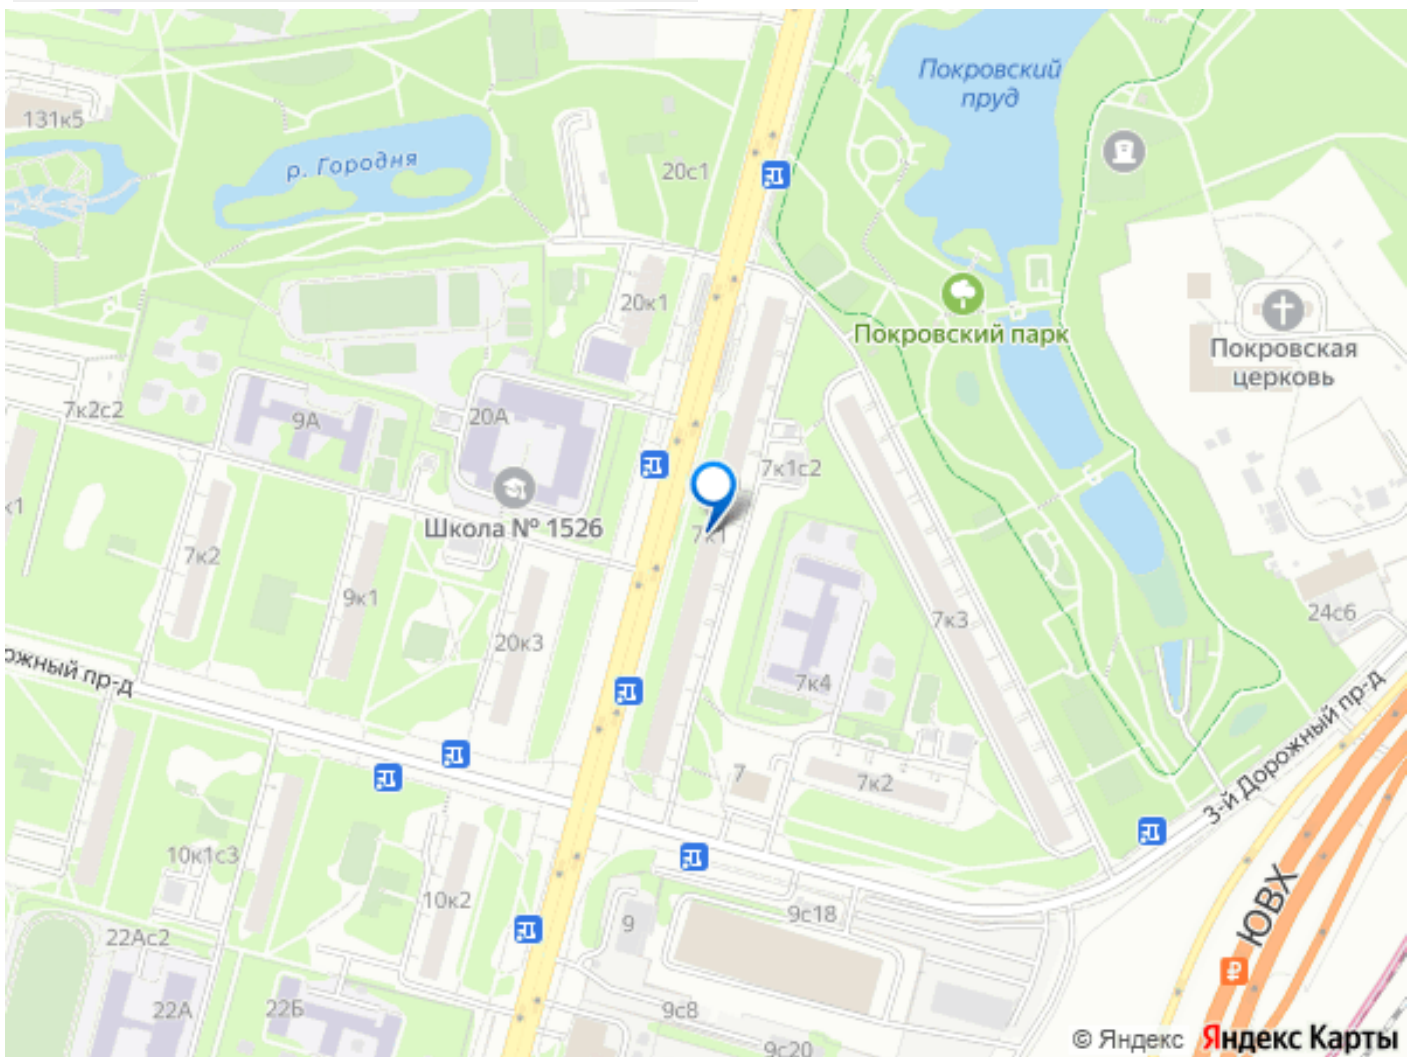 Покровский
пруд
131к5
р. Городня
20с1
20к1
Покровский парк
Покровская
церковь
7к2с2
9А
20А
7к1с2
к1
Школа № 1526
7к1
7к2
9к1
7к3
24с6
20к3
7к4
ожный пр-д
3-й Дорожный пр-д
7
7к2
10к1с3
10к2
9с18
9
ЮВХ
22Ас2
22А
22Б
9с8
9с20
© Яндекс Яндекс Карты